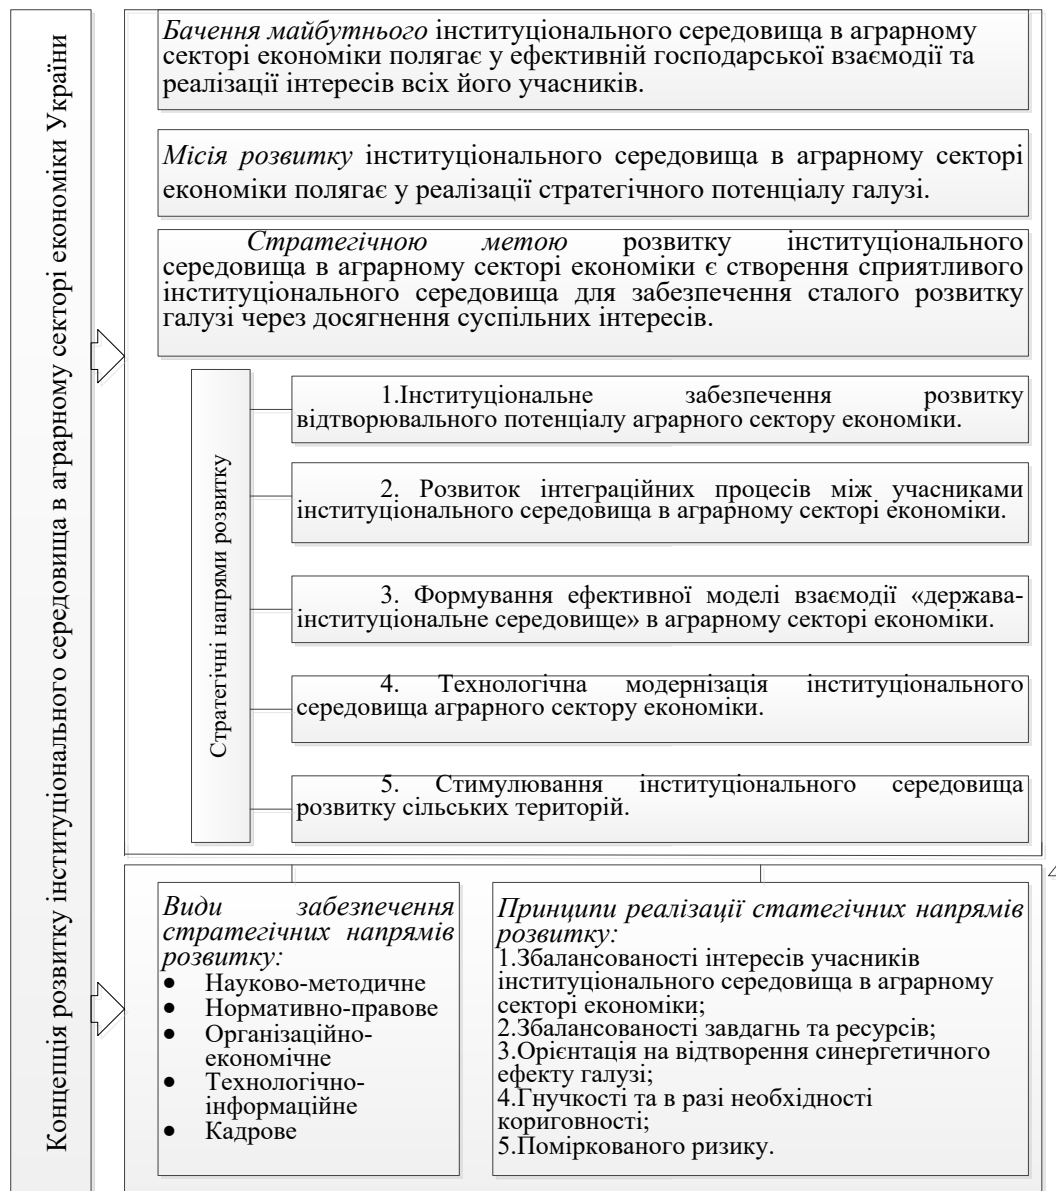 Концепція розвитку інституціонального середовища в аграрному секторі економіки України
Бачення майбутнього інституціонального середовища в аграрному
секторі економіки полягає у ефективній господарської взаємодії та
реалізації інтересів всіх його учасників.
Місія розвитку інституціонального середовища в аграрному секторі
економіки полягає у реалізації стратегічного потенціалу галузі.
Стратегічною метою розвитку інституціонального
середовища в аграрному секторі економіки є створення сприятливого
інституціонального середовища для забезпечення сталого розвитку
галузі через досягнення суспільних інтересів.
Стратегічні напрями розвитку
1.Інституціональне забезпечення розвитку
відтворювального потенціалу аграрного сектору економіки.
2. Розвиток інтеграційних процесів між учасниками
інституціонального середовища в аграрному секторі економіки.
3. Формування ефективної моделі взаємодії «держава-
інституціональне середовище» в аграрному секторі економіки.
4. Технологічна модернізація інституціонального
середовища аграрного сектору економіки.
5. Стимулювання інституціонального середовища
розвитку сільських територій.
Види забезпечення
стратегічних напрямів
розвитку:
• Науково-методичне
• Нормативно-правове
• Організаційно-
економічне
• Технологічно-
інформаційне
• Кадрове
Принципи реалізації статегічних напрямів
розвитку:
1.Збалансованості інтересів учасників
інституціонального середовища в аграрному
секторі економіки;
2.Збалансованості завдагнь та ресурсів;
3.Орієнтація на відтворення синергетичного
ефекту галузі;
4.Гнучкості та в разі необхідності
кориговності;
5.Поміркованого ризику.